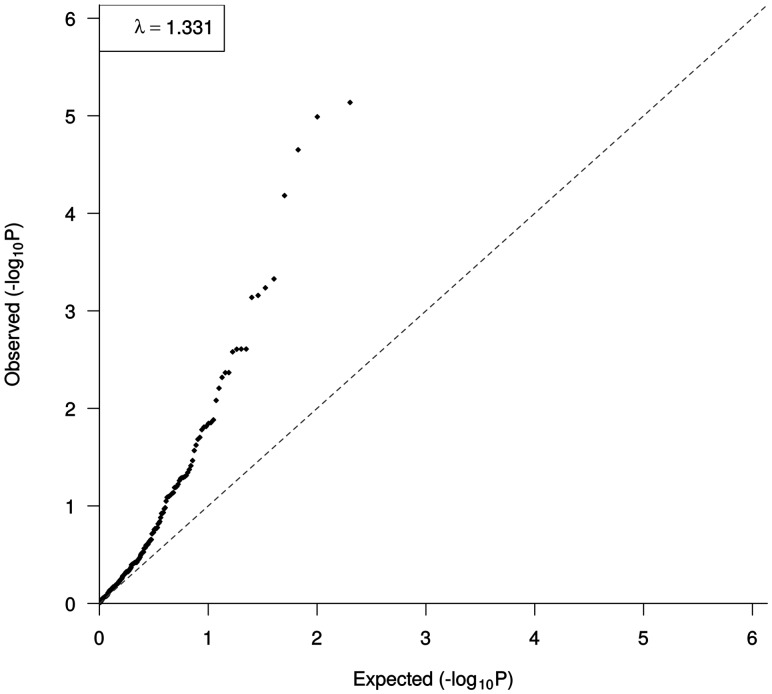 λ = 1.331
6
5
4
3
2
1
0
Observed (-log10P)
0 1 2 3 4 5 6
Expected (-log10P)